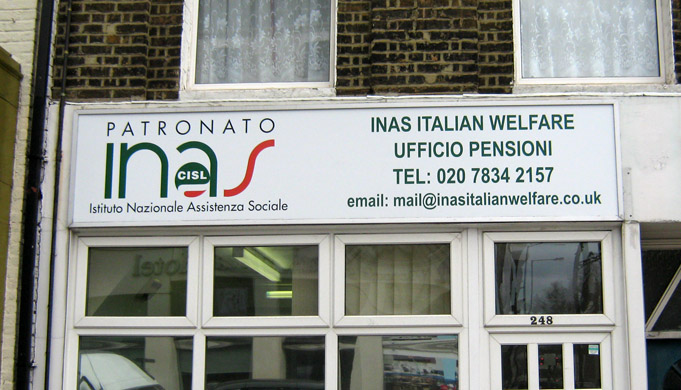 PATRONATO
inas
CISL
Istituto Nazionale Assistenza Sociale
INAS ITALIAN WELFARE
UFFICIO PENSIONI
TEL: 020 7834 2157
email: mail@inasitalianwelfare.co.uk
248